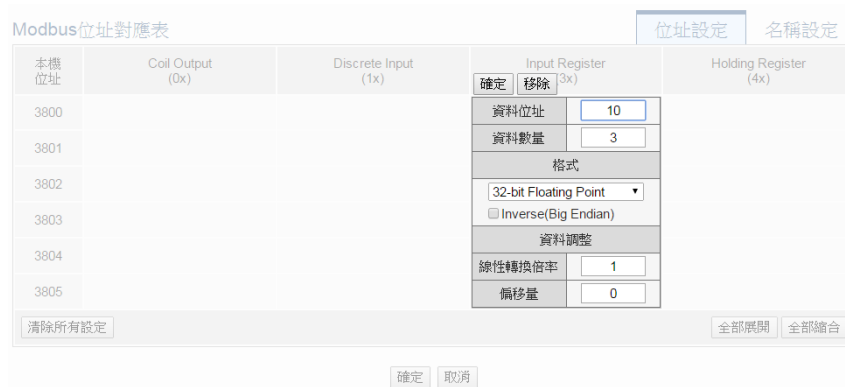 Modbus位址對應表
位址設定 名稱設定
本機位址 Coil Output (0x) Discrete Input (1x) Input Register 3x) Holding Register (4x)
確定 移除
3800
資料位址 10
3801
資料數量 3
格式
3802
32-bit Floating Point
3803
Inverse(Big Endian)
資料調整
3804
線性轉換倍率 1
3805
偏移量 0
清除所有設定 全部展開 全部縮合
確定 取消